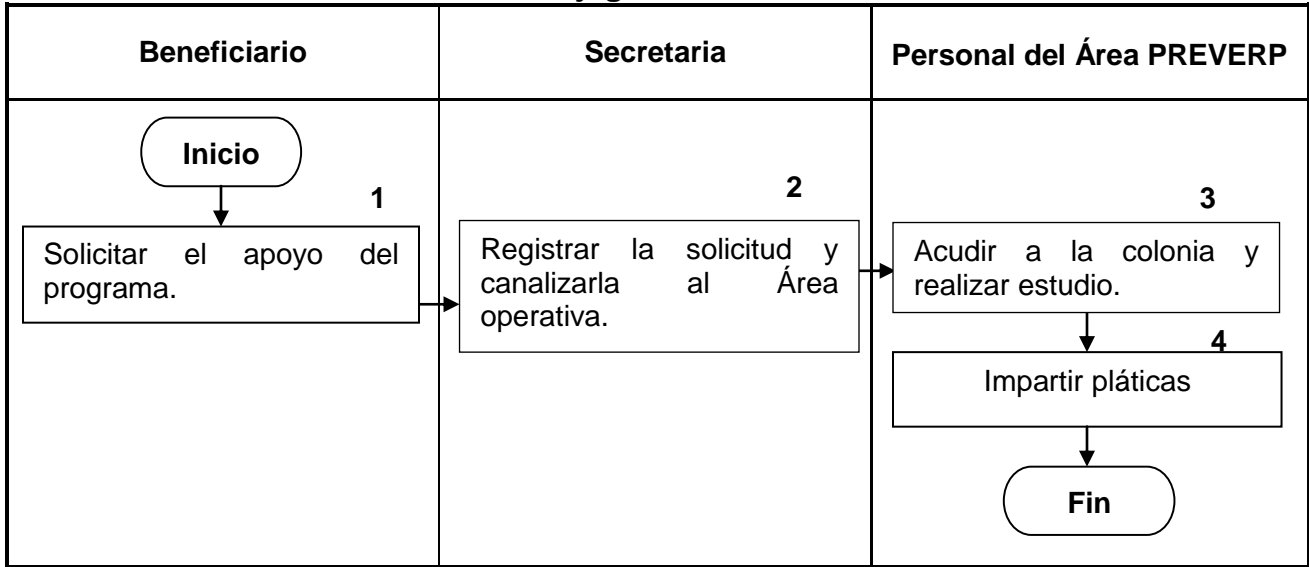 Beneficiario
Secretaria
Personal del Área PREVERP
Inicio
1
Solicitar el apoyo del
programa.
2
Registrar la solicitud y
canalizarla al Área
operativa.
3
Acudir a la colonia y
realizar estudio.
4
Impartir pláticas
Fin